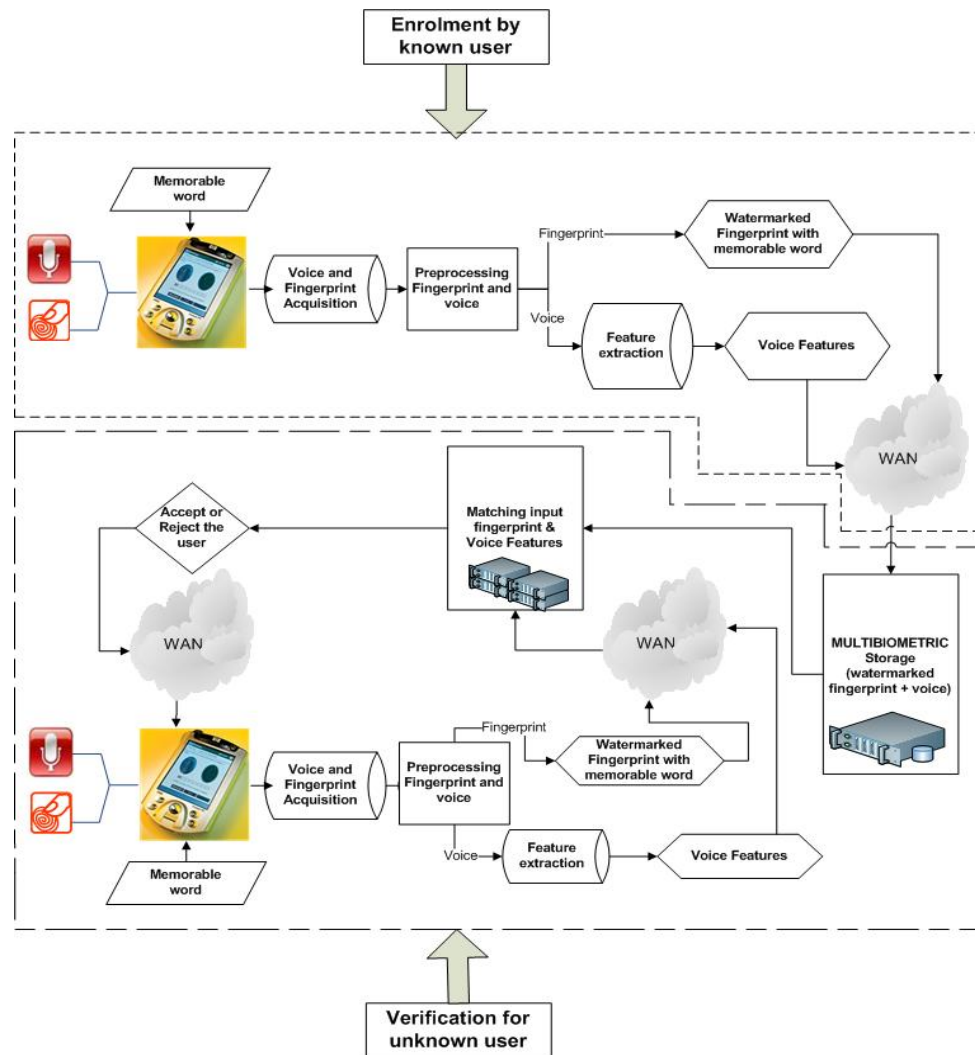 Enrolment by
known user
Memorable
word
Voice and
Fingerprint
Acquisition
Preprocessing
Fingerprint and
voice
Fingerprint
Voice
Watermarked
Fingerprint with
memorable word
Feature
extraction
Voice Features
WAN
Accept or
Reject the
user
Matching input
fingerprint &
Voice Features
WAN
WAN
MULTIBIOMETRIC
Storage
(watermarked
fingerprint + voice)
Voice and
Fingerprint
Acquisition
Preprocessing
Fingerprint and
voice
Fingerprint
Voice
Watermarked
Fingerprint with
memorable word
Feature
extraction
Voice Features
Memorable
word
Verification for
unknown user